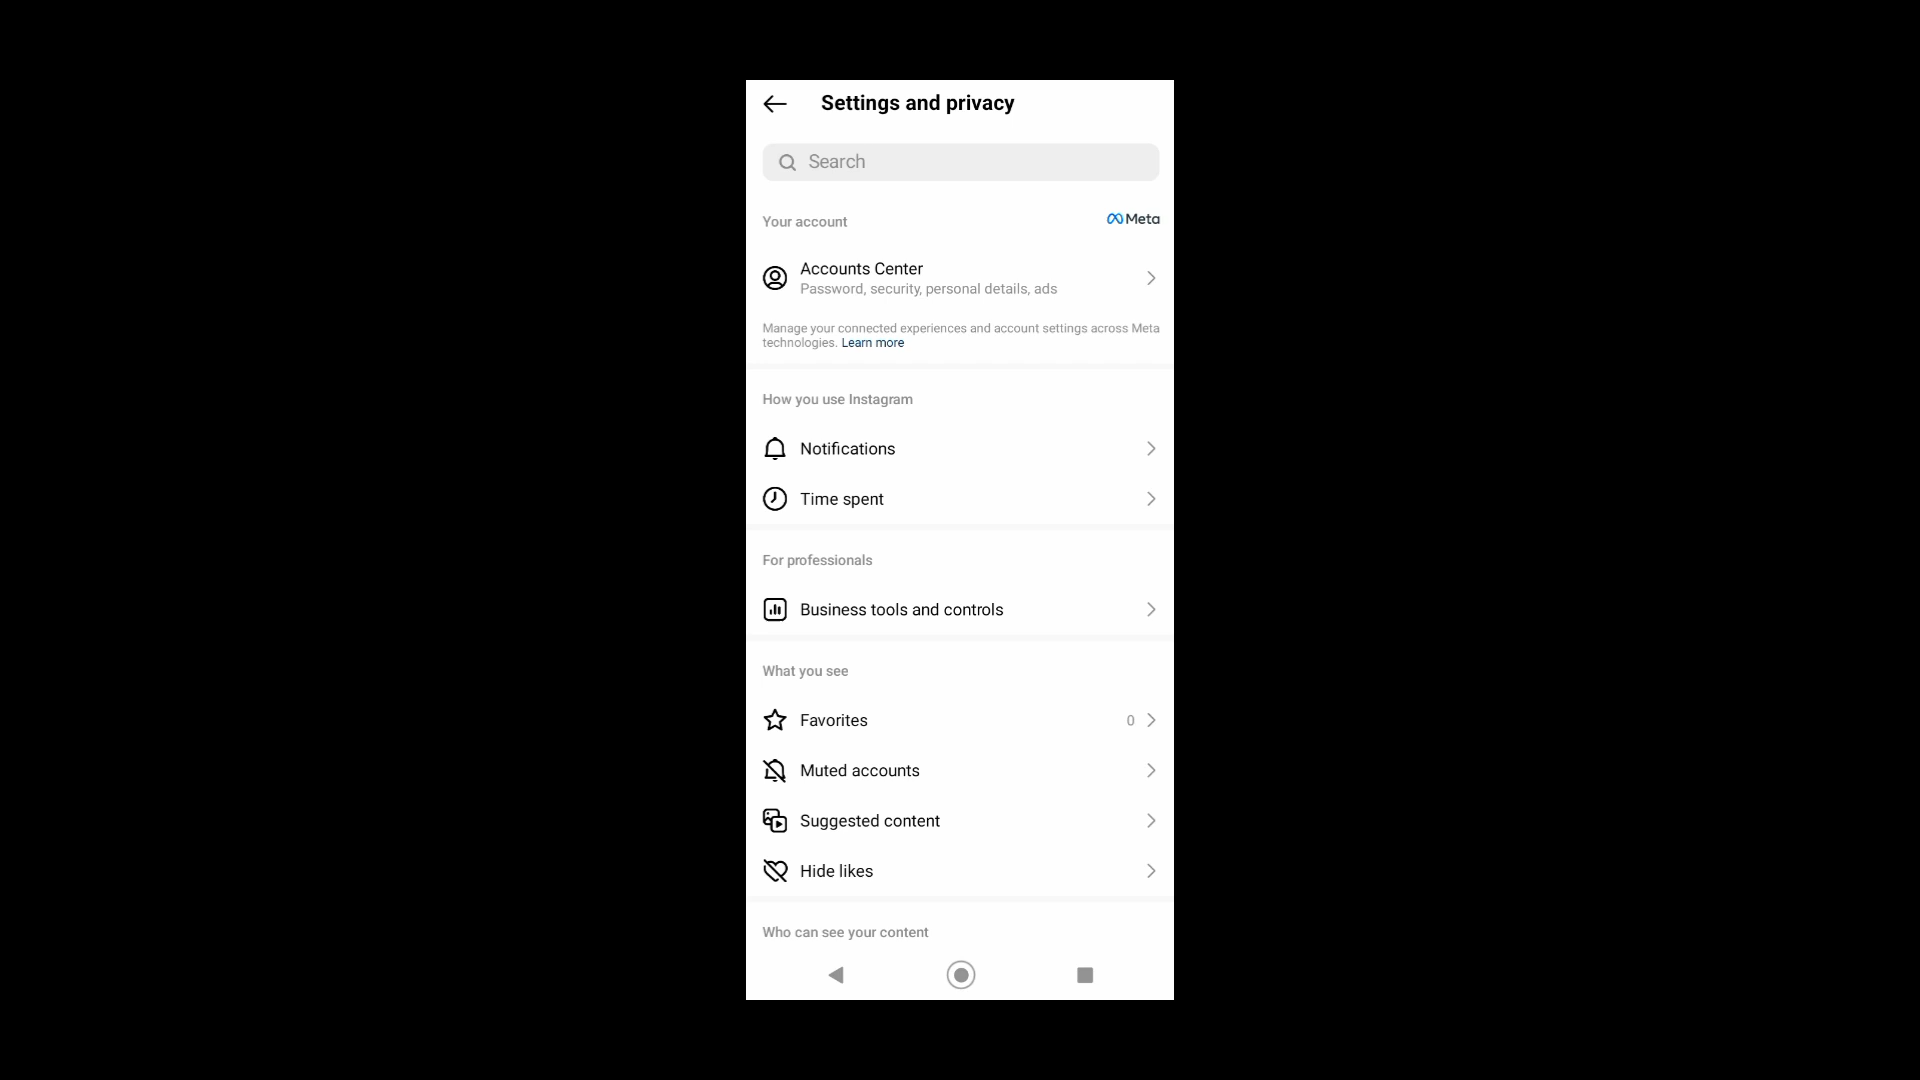 Settings and privacy
Search
Your account
Meta
Accounts Center
Password, security, personal details, ads
Manage your connected experiences and account settings across Meta
technologies. Learn more
How you use Instagram
Notifications
Time spent
For professionals
Business tools and controls
What you see
Favorites 0
Muted accounts
Suggested content
Hide likes
Who can see your content